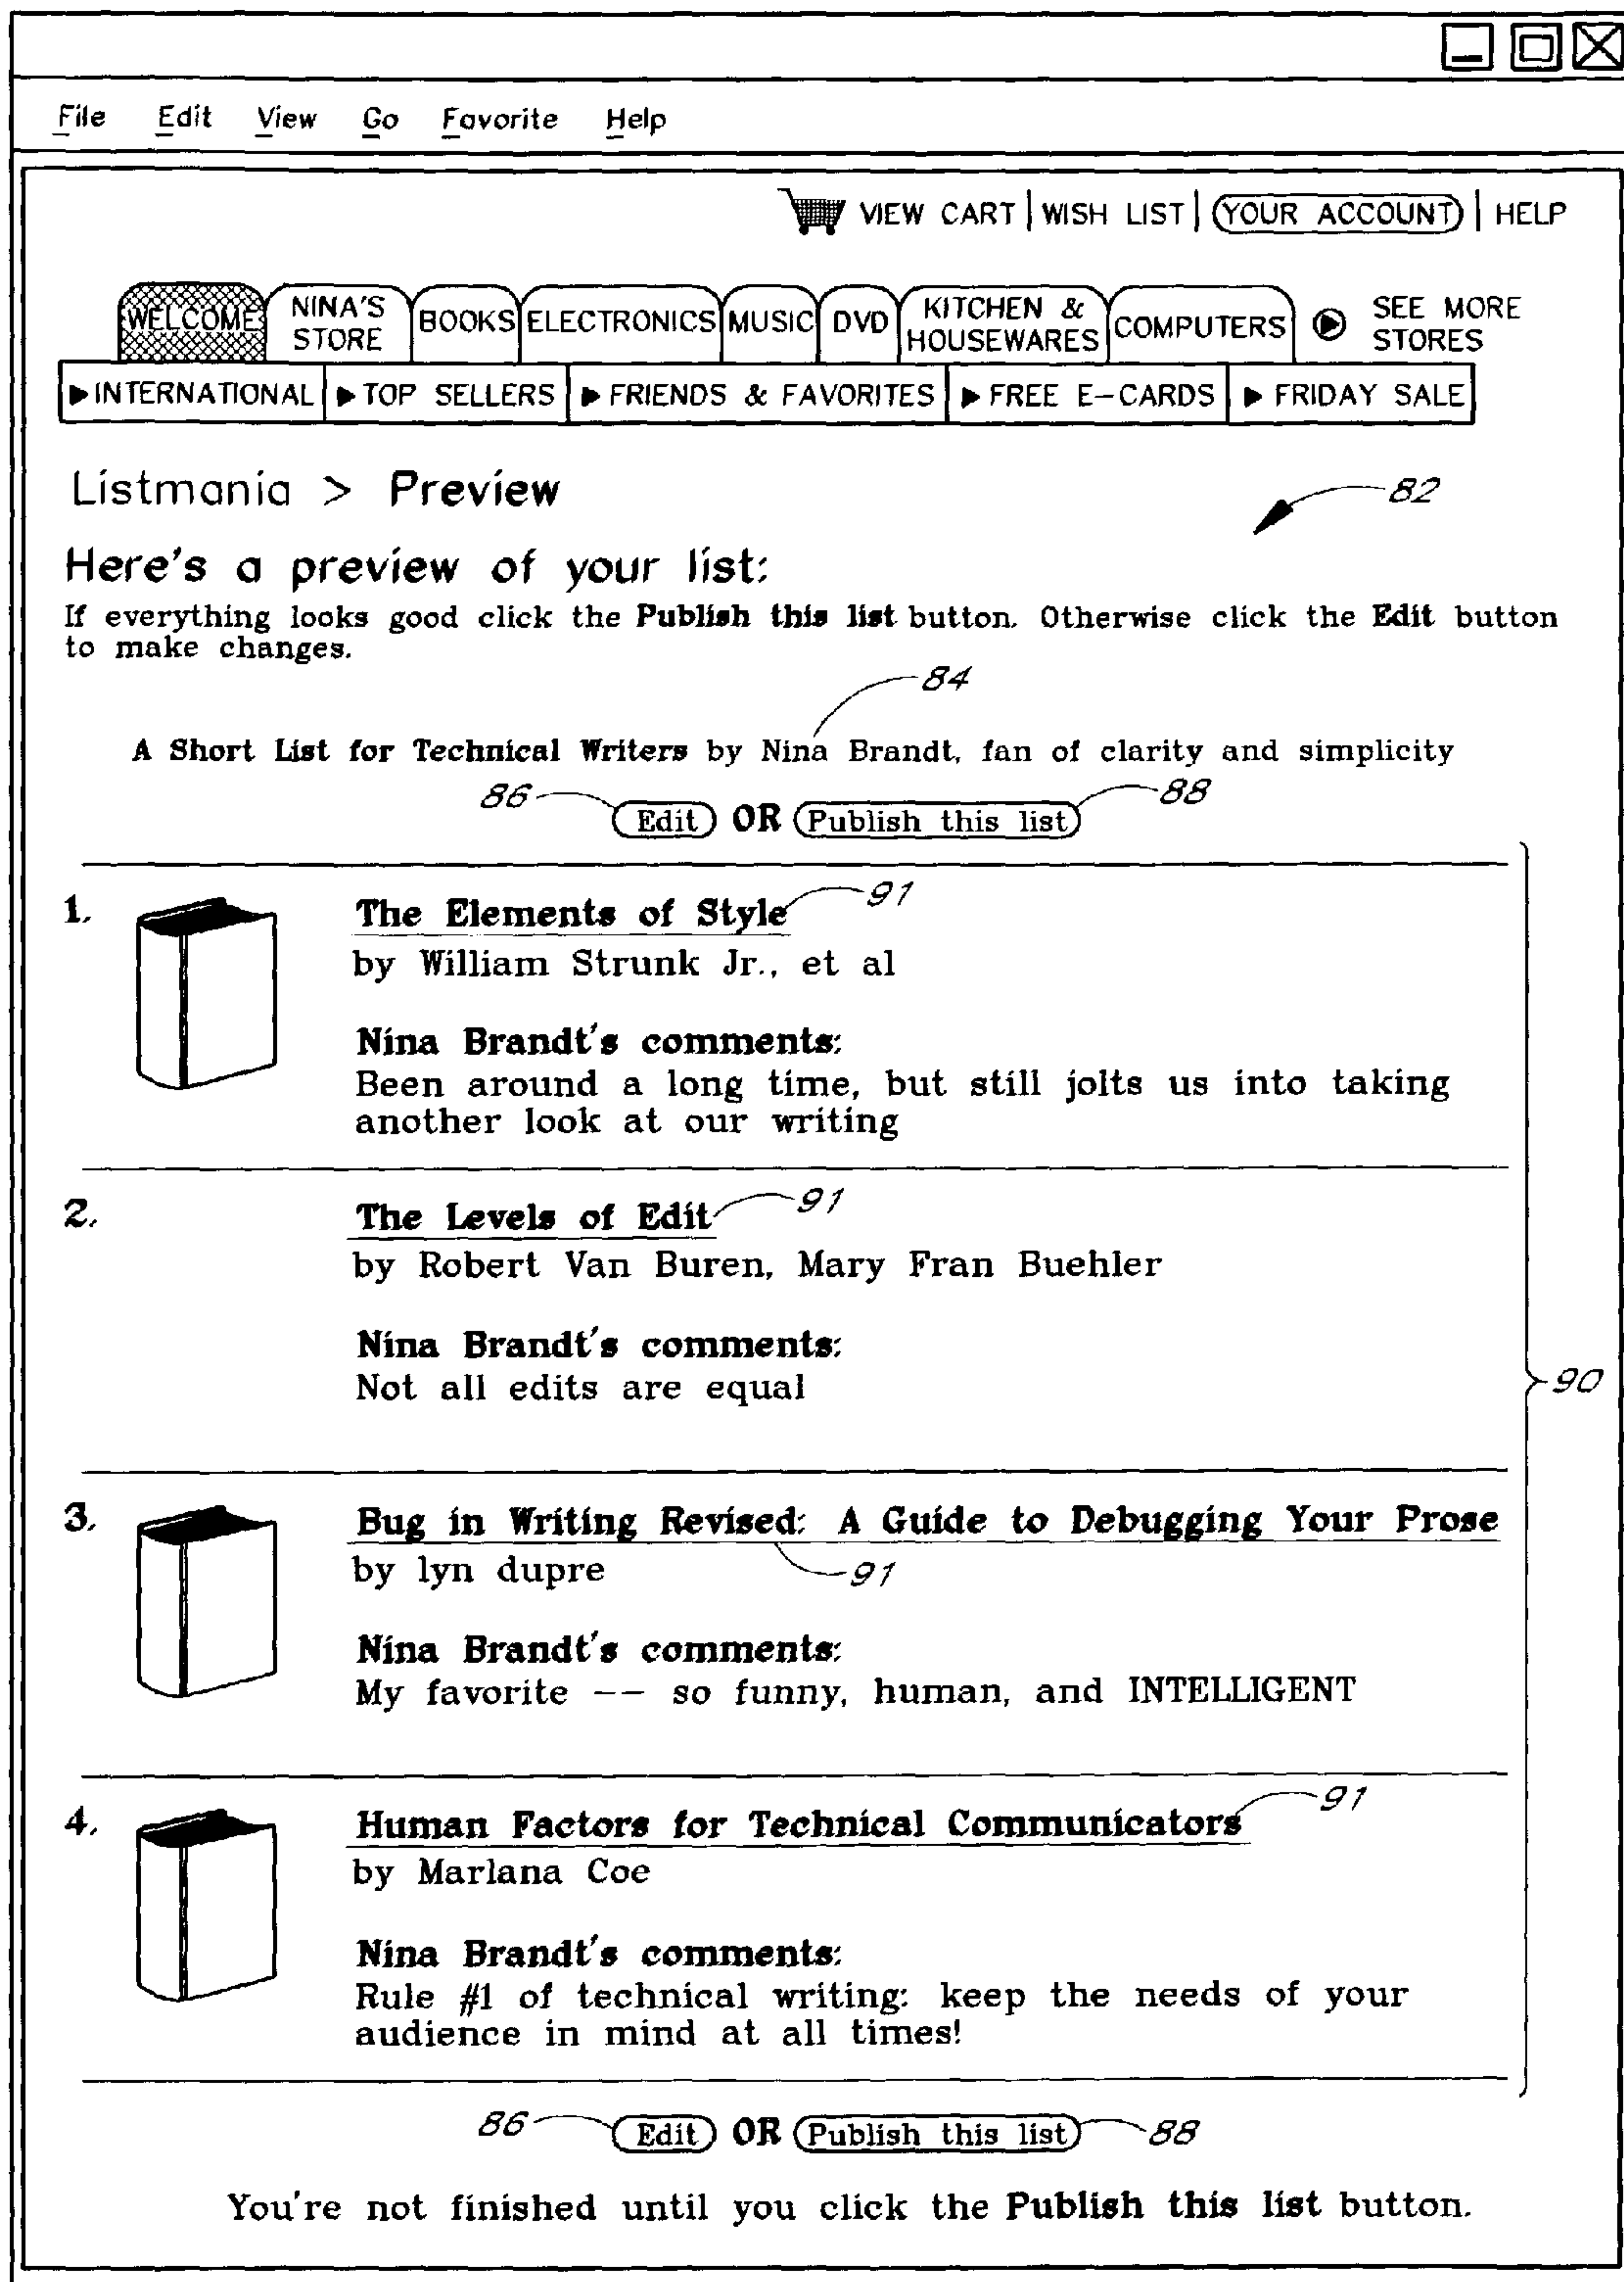 File Edit View Go Favorite Help
VIEW CART | WISH LIST | YOUR ACCOUNT | HELP
WELCOME NINA'S STORE BOOKS ELECTRONICS MUSIC DVD KITCHEN & HOUSEWARES COMPUTERS SEE MORE STORES
INTERNATIONAL TOP SELLERS FRIENDS & FAVORITES FREE E-CARDS FRIDAY SALE
Listmania > Preview
82
Here's a preview of your list:
If everything looks good click the Publish this list button. Otherwise click the Edit button
to make changes.
84
A Short List for Technical Writers by Nina Brandt, fan of clarity and simplicity
86 Edit OR Publish this list 88
1. The Elements of Style 91
by William Strunk Jr., et al
Nina Brandt's comments:
Been around a long time, but still jolts us into taking
another look at our writing
2. The Levels of Edit 91
by Robert Van Buren, Mary Fran Buehler
Nina Brandt's comments:
Not all edits are equal
90
3. Bug in Writing Revised: A Guide to Debugging Your Prose
by lyn dupre 91
Nina Brandt's comments:
My favorite -- so funny, human, and INTELLIGENT
4. Human Factors for Technical Communicators 91
by Marlana Coe
Nina Brandt's comments:
Rule #1 of technical writing: keep the needs of your
audience in mind at all times!
86 Edit OR Publish this list 88
You're not finished until you click the Publish this list button.